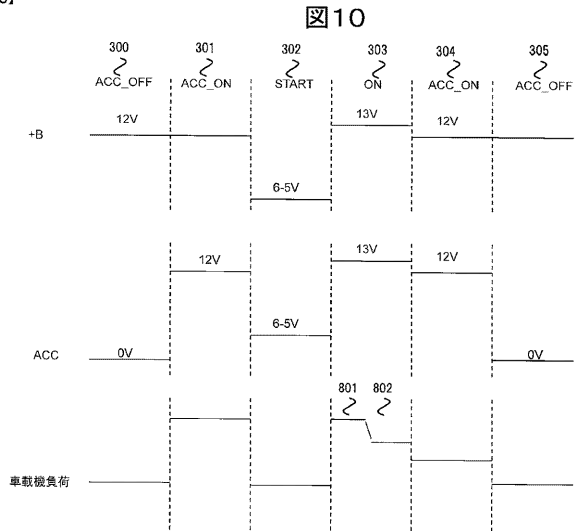 図10
300 301 302 303 304 305
ACC_OFF ACC_ON START ON ACC_ON ACC_OFF
12V 13V 12V
+B
6-5V
12V 13V 12V
6-5V
ACC 0V 0V
801 802
車載機負荷